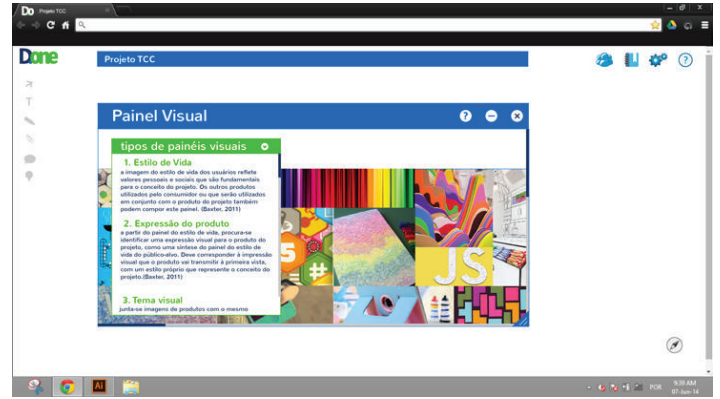 Do Projeto TCC
Done
Projeto TCC
Painel Visual
tipos de painéis visuais
1. Estilo de Vida
a imagem do estilo de vida dos usuários reflete
valores pessoais e sociais que são fundamentais
para o conceito do projeto. Os outros produtos
utilizados pelo consumidor ou que serão utilizados
em conjunto com o produto do projeto também
podem compor este painel. (Baxter, 2011)
2. Expressão do produto
a partir do painel do estilo de vida, procura-se
identificar uma expressão visual para o produto do
projeto, como uma síntese do painel do estilo de
vida do público-alvo. Deve corresponder à impressão
visual que o produto vai transmitir à primeira vista,
com um estilo próprio que represente o conceito do
projeto.(Baxter, 2011)
3. Tema visual
junta-se imagens de produtos com o mesmo
5
#
JS
Ai
POR
9:39 AM
07-Jun-14